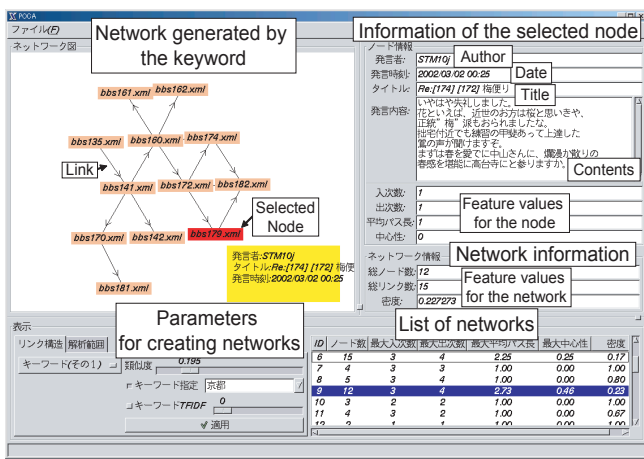 POCA
ファイル(F)
ネットワーク図
Network generated by
the keyword
bbs161.xml
bbs162.xml
bbs135.xml
bbs160.xml
bbs174.xml
Link
bbs141.xml
bbs172.xml
bbs182.xml
Selected
Node
bbs170.xml
bbs142.xml
bbs179.xml
bbs181.xml
発言者:STM10j
タイトル:Re:[174] [172] 梅便
発言時刻:2002/03/02 00:25
Information of the selected node
ノード情報
発言者: STM10j
Author
発言時刻: 2002/03/02 00:25
Date
タイトル: Re:[174] [172] 梅便り
Title
発言内容:
いやはや失礼しました。
花といえば、近世のお方は桜と思いきや、
正統”梅”派もおられましたな。
拙宅付近でも練習の甲斐あって上達した
鶯の声が聞けますぞ。
まずは春を愛でに中山さんに、爛漫か散りの
春感を堪能に高台寺にと参りますか。
Contents
入次数: 1
出次数: 1
平均パス長: 1
中心性: 0
Feature values
for the node
ネットワーク情報
Network information
総ノード数: 12
総リンク数: 15
密度: 0.227273
Feature values
for the network
表示
Parameters
for creating networks
リンク構造 解析範囲
キーワード(その1)
類似度 0.195
キーワード指定 京都
キーワードTFIDF 0
適用
List of networks
ID ノード数 最大入次数 最大出次数 最大平均パス長 最大中心性 密度
6 15 3 4 2.25 0.25 0.17
7 4 3 3 1.00 0.00 1.00
8 5 3 4 1.00 0.00 0.80
9 12 3 4 2.73 0.46 0.23
10 3 2 2 1.00 0.00 1.00
11 4 3 2 1.00 0.00 0.67